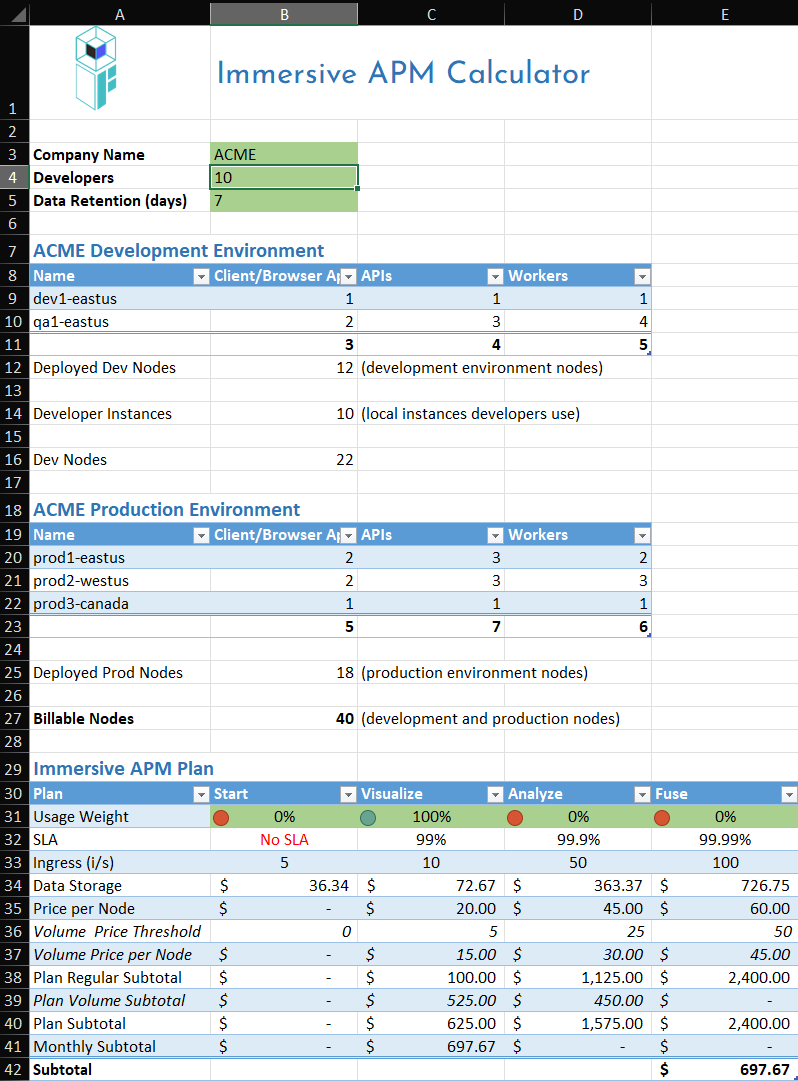 A B C D E
1 Immersive APM Calculator
2
3 Company Name ACME
4 Developers 10
5 Data Retention (days) 7
6
7 ACME Development Environment
8 Name Client/Browser Ap APIs Workers
9 dev1-eastus 1 1 1
10 qa1-eastus 2 3 4
11 3 4 5
12 Deployed Dev Nodes 12 (development environment nodes)
13
14 Developer Instances 10 (local instances developers use)
15
16 Dev Nodes 22
17
18 ACME Production Environment
19 Name Client/Browser Ap APIs Workers
20 prod1-eastus 2 3 2
21 prod2-westus 2 3 3
22 prod3-canada 1 1 1
23 5 7 6
24
25 Deployed Prod Nodes 18 (production environment nodes)
26
27 Billable Nodes 40 (development and production nodes)
28
29 Immersive APM Plan
30 Plan Start Visualize Analyze Fuse
31 Usage Weight 0% 100% 0% 0%
32 SLA No SLA 99% 99.9% 99.99%
33 Ingress (i/s) 5 10 50 100
34 Data Storage $ 36.34 $ 72.67 $ 363.37 $ 726.75
35 Price per Node $ - $ 20.00 $ 45.00 $ 60.00
36 Volume Price Threshold 0 5 25 50
37 Volume Price per Node $ - $ 15.00 $ 30.00 $ 45.00
38 Plan Regular Subtotal $ - $ 100.00 $ 1,125.00 $ 2,400.00
39 Plan Volume Subtotal $ - $ 525.00 $ 450.00 $ -
40 Plan Subtotal $ - $ 625.00 $ 1,575.00 $ 2,400.00
41 Monthly Subtotal $ - $ 697.67 $ - $ -
42 Subtotal $ 697.67